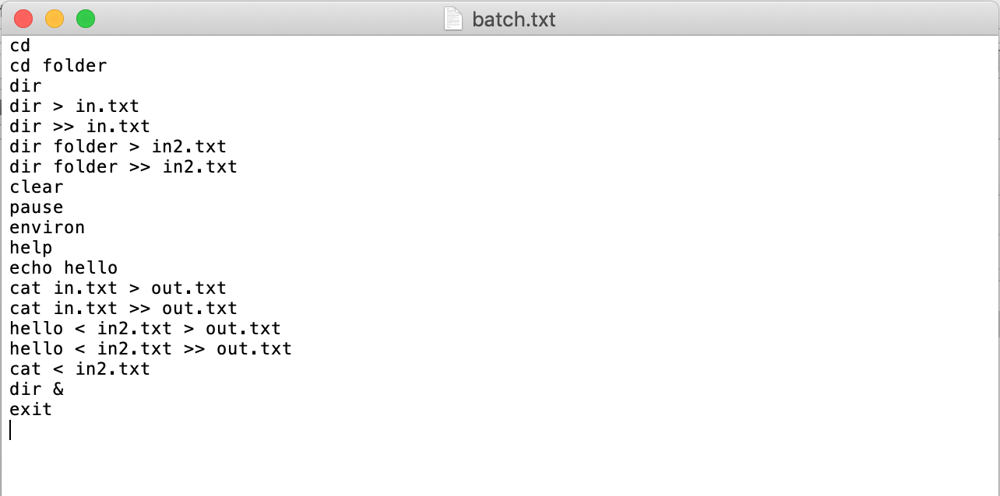 batch.txt
cd
cd folder
dir
dir > in.txt
dir >> in.txt
dir folder > in2.txt
dir folder >> in2.txt
clear
pause
environ
help
echo hello
cat in.txt > out.txt
cat in.txt >> out.txt
hello < in2.txt > out.txt
hello < in2.txt >> out.txt
cat < in2.txt
dir &
exit